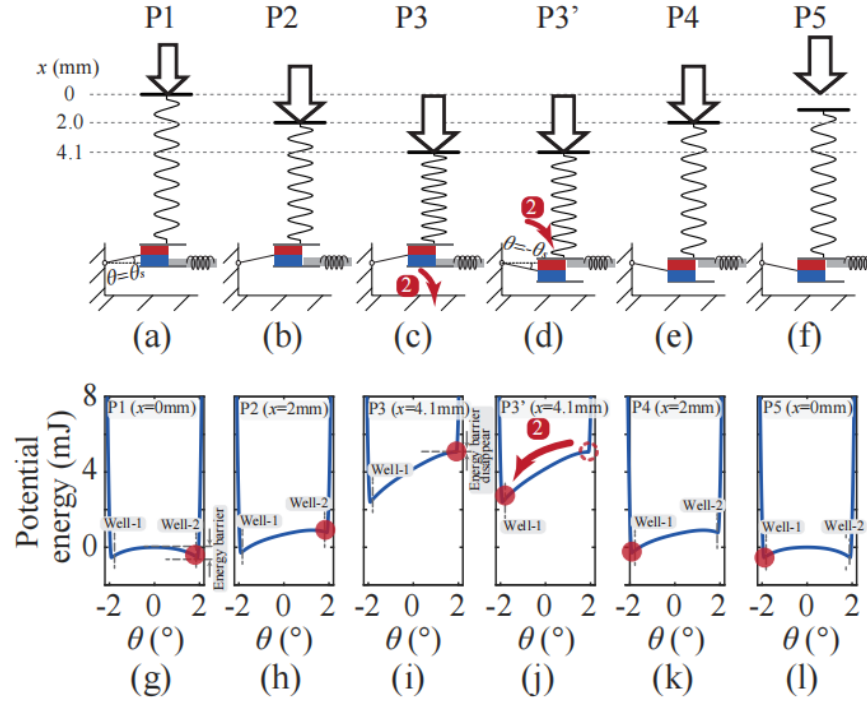 P1 P2 P3 P3’ P4 P5
x (mm)
0
2.0
4.1
2
θ=-θs
θ=θs
2
(a) (b) (c) (d) (e) (f)
8
4
0
Potential
energy (mJ)
P1 (x=0mm)
Well-1
Well-2
Energy barrier
P2 (x=2mm)
Well-1
Well-2
P3 (x=4.1mm)
Well-1
Energy barrier
disappear
P3’ (x=4.1mm)
2
Well-1
P4 (x=2mm)
Well-1
Well-2
P5 (x=0mm)
Well-1
Well-2
-2 0 2 -2 0 2 -2 0 2 -2 0 2 -2 0 2 -2 0 2
θ (°) θ (°) θ (°) θ (°) θ (°) θ (°)
(g) (h) (i) (j) (k) (l)